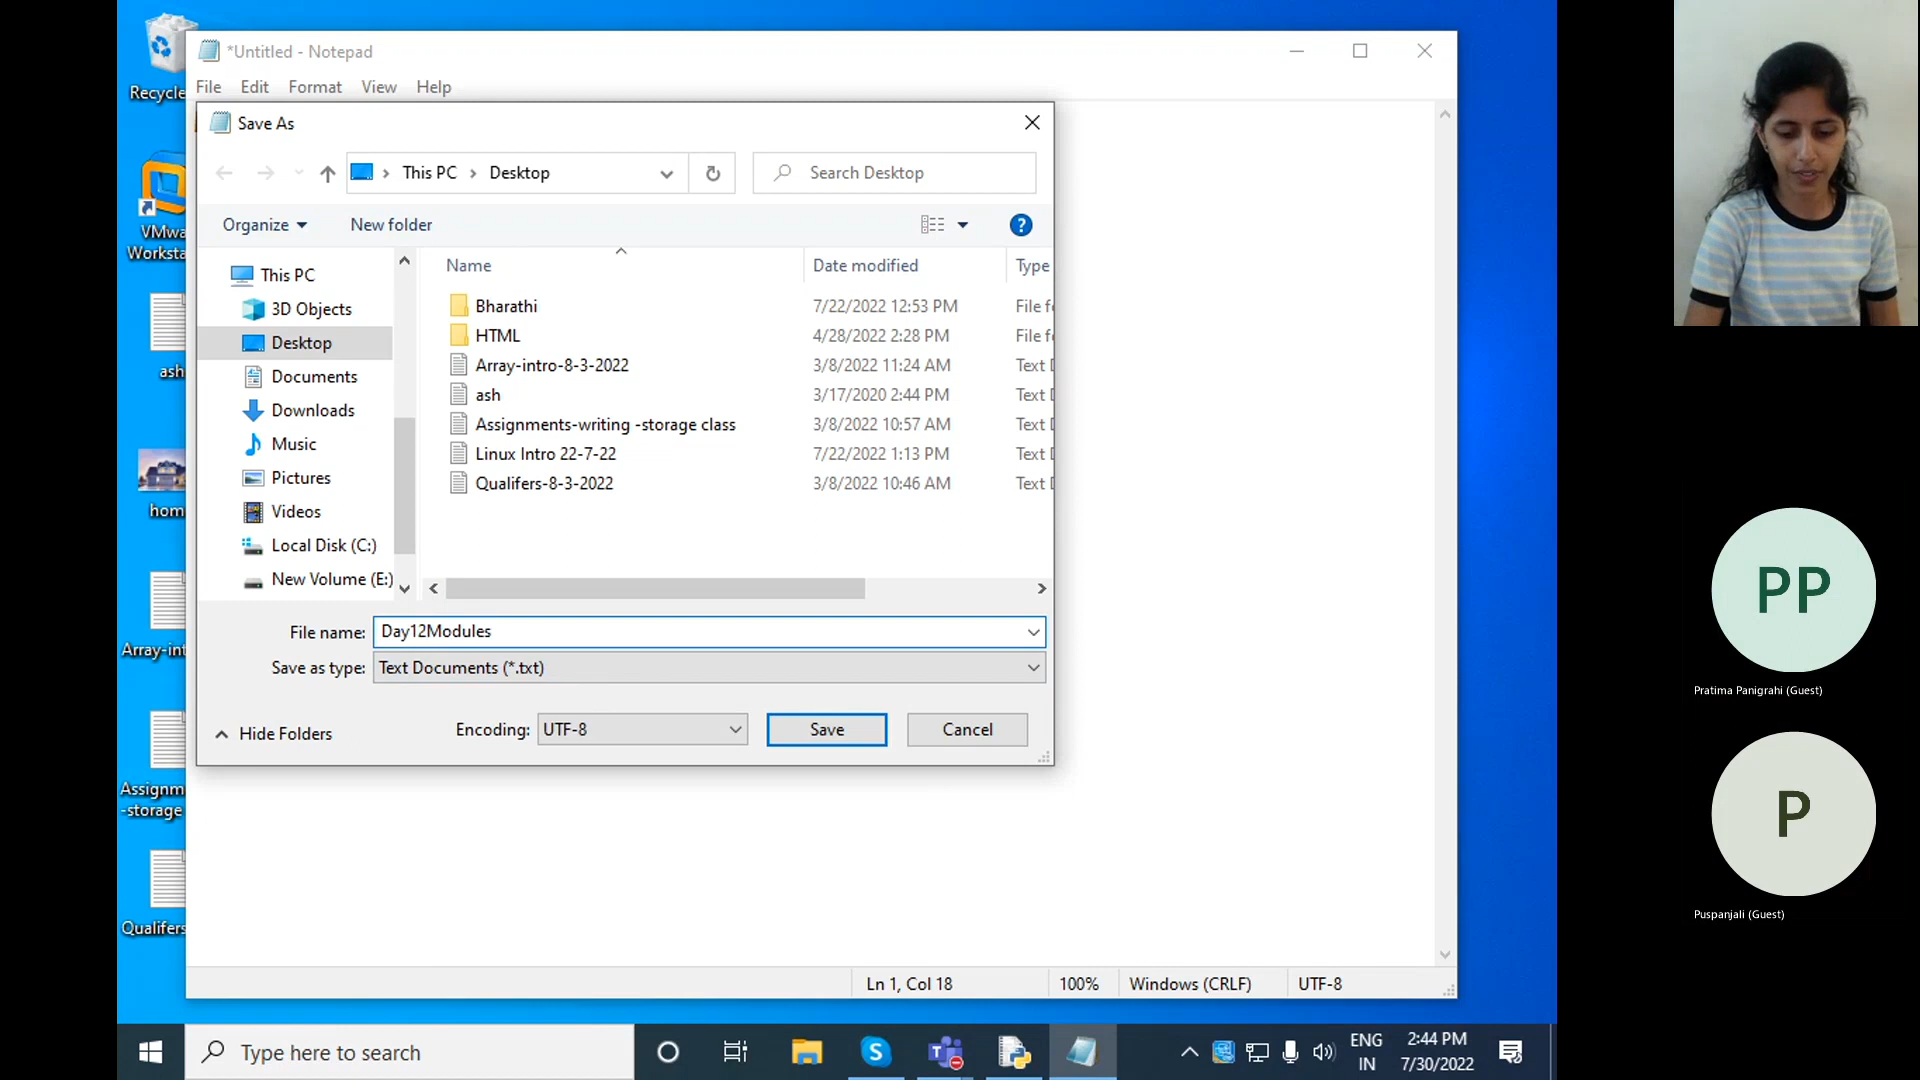 Recycle
*Untitled - Notepad
File Edit Format View Help
Save As
This PC Desktop
Search Desktop
Organize New folder
?
Name Date modified Type
This PC
3D Objects
Desktop
Documents
Downloads
Music
Pictures
Videos
Local Disk (C:)
New Volume (E:)
Bharathi 7/22/2022 12:53 PM File f
HTML 4/28/2022 2:28 PM File f
Array-intro-8-3-2022 3/8/2022 11:24 AM Text
ash 3/17/2020 2:44 PM Text
Assignments-writing -storage class 3/8/2022 10:57 AM Text
Linux Intro 22-7-22 7/22/2022 1:13 PM Text
Qualifers-8-3-2022 3/8/2022 10:46 AM Text
File name: Day12Modules
Save as type: Text Documents (*.txt)
Hide Folders Encoding: UTF-8 Save Cancel
VMwa
Worksta
ash
hom
Array-int
Assignm
-storage
Qualifers
Ln 1, Col 18 100% Windows (CRLF) UTF-8
Type here to search
ENG
IN
2:44 PM
7/30/2022
PP
Pratima Panigrahi (Guest)
P
Puspanjali (Guest)